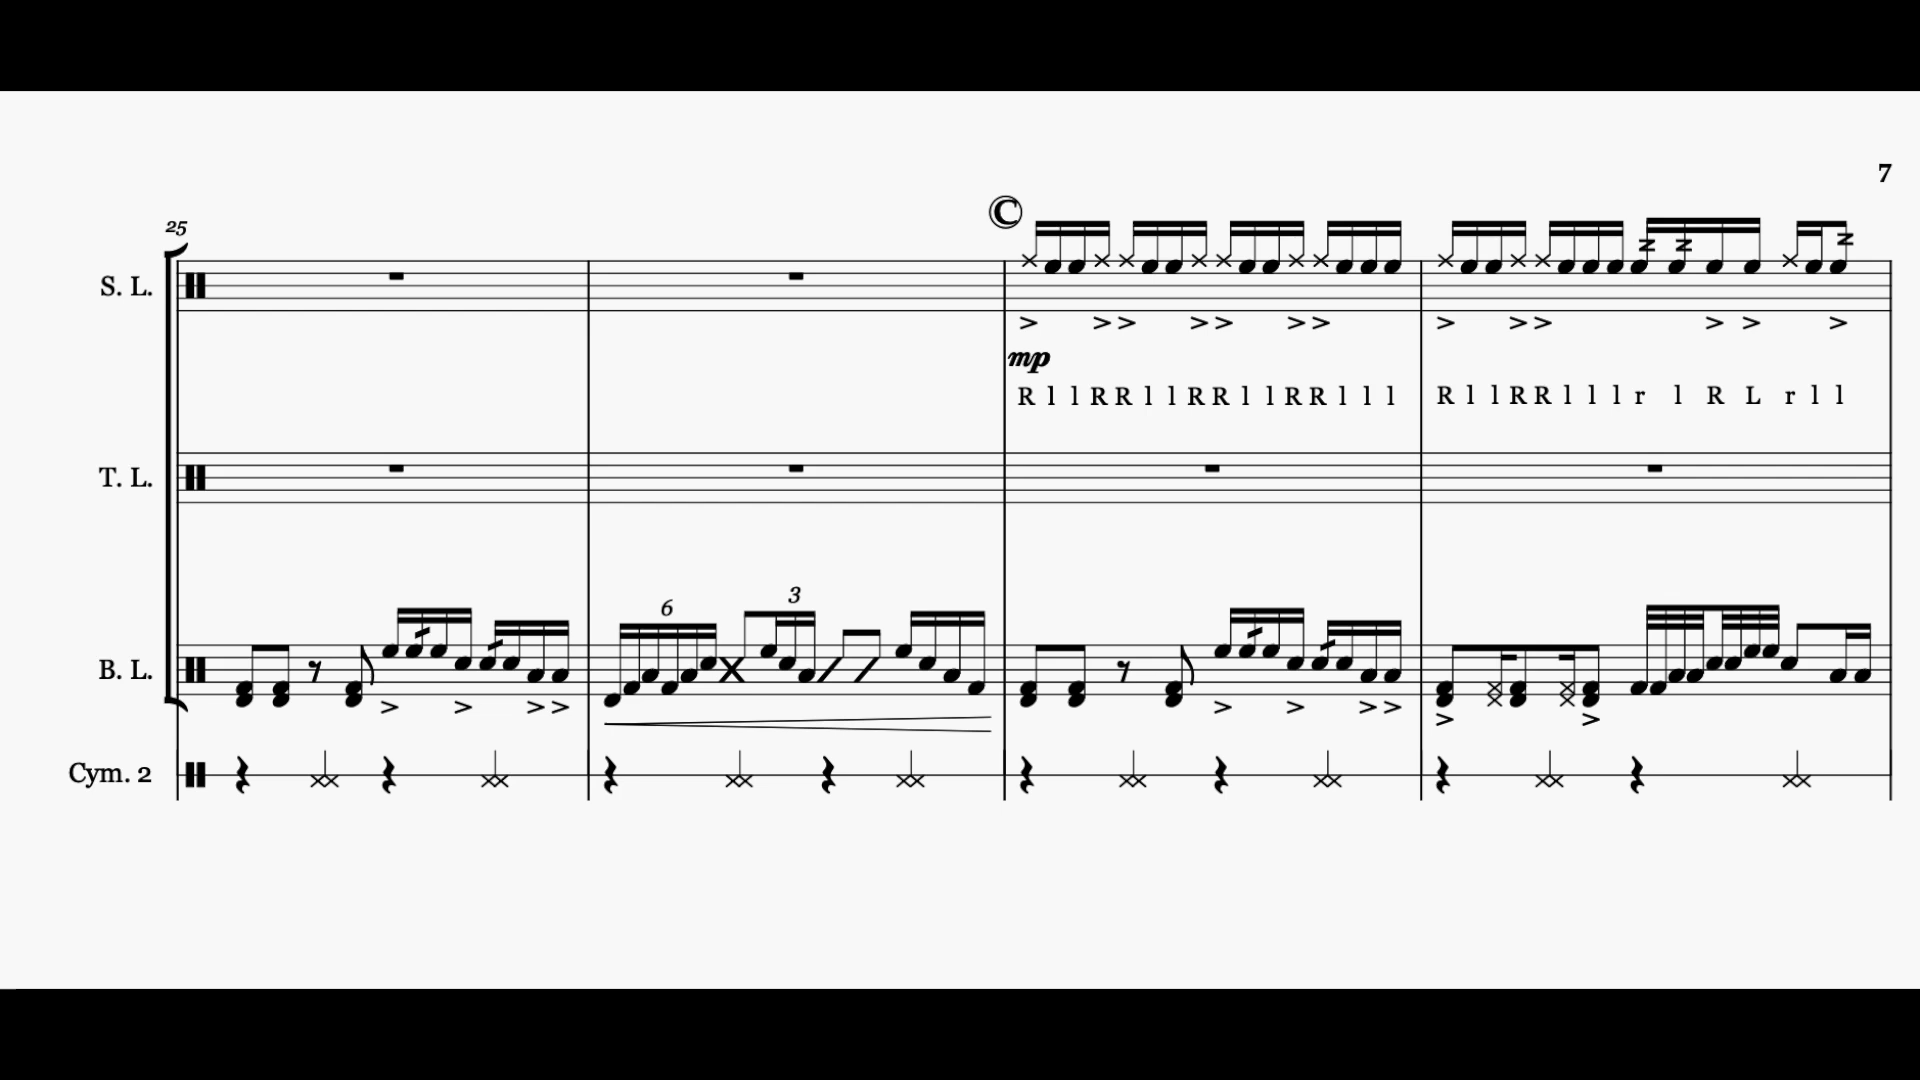 7
25
©
S. L.
mp
R l l R R l l R R l l R R l l l R l l R R l l l r l R L r l l
T. L.
6 3
B. L.
Cym. 2